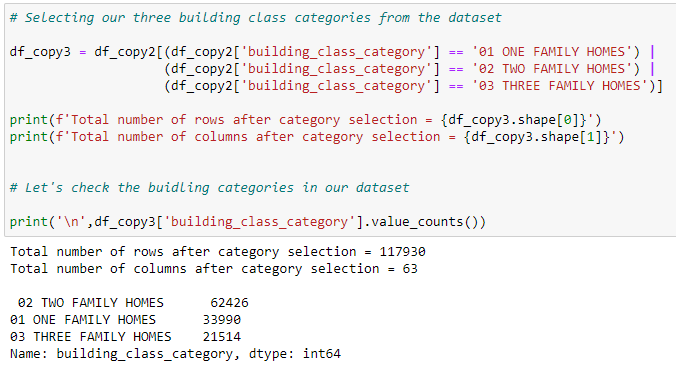 # Selecting our three building class categories from the dataset
df_copy3 = df_copy2[(df_copy2['building_class_category'] == '01 ONE FAMILY HOMES') |
(df_copy2['building_class_category'] == '02 TWO FAMILY HOMES') |
(df_copy2['building_class_category'] == '03 THREE FAMILY HOMES')]
print(f'Total number of rows after category selection = {df_copy3.shape[0]}')
print(f'Total number of columns after category selection = {df_copy3.shape[1]}')
# Let's check the buidling categories in our dataset
print('\n',df_copy3['building_class_category'].value_counts())
Total number of rows after category selection = 117930
Total number of columns after category selection = 63
02 TWO FAMILY HOMES 62426
01 ONE FAMILY HOMES 33990
03 THREE FAMILY HOMES 21514
Name: building_class_category, dtype: int64